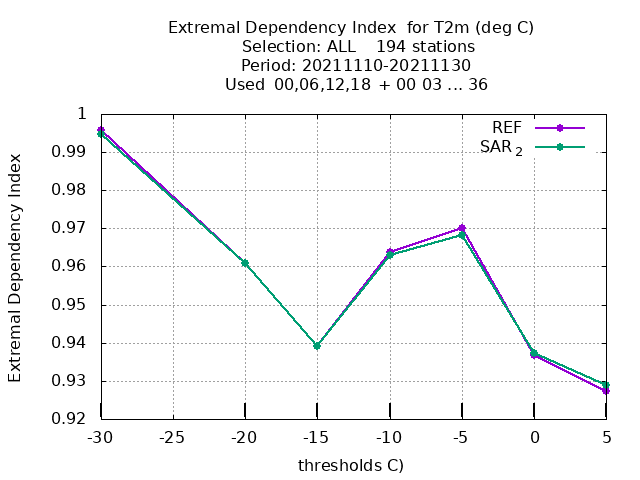 Extremal Dependency Index  for T2m (deg C)
Selection: ALL    194 stations
Period: 20211110-20211130
Used  00,06,12,18  + 00 03 ... 36
REF
SAR 2
1
0.99
0.98
0.97
0.96
0.95
0.94
0.93
0.92
Extremal Dependency Index
-30 -25 -20 -15 -10 -5 0 5
thresholds C)